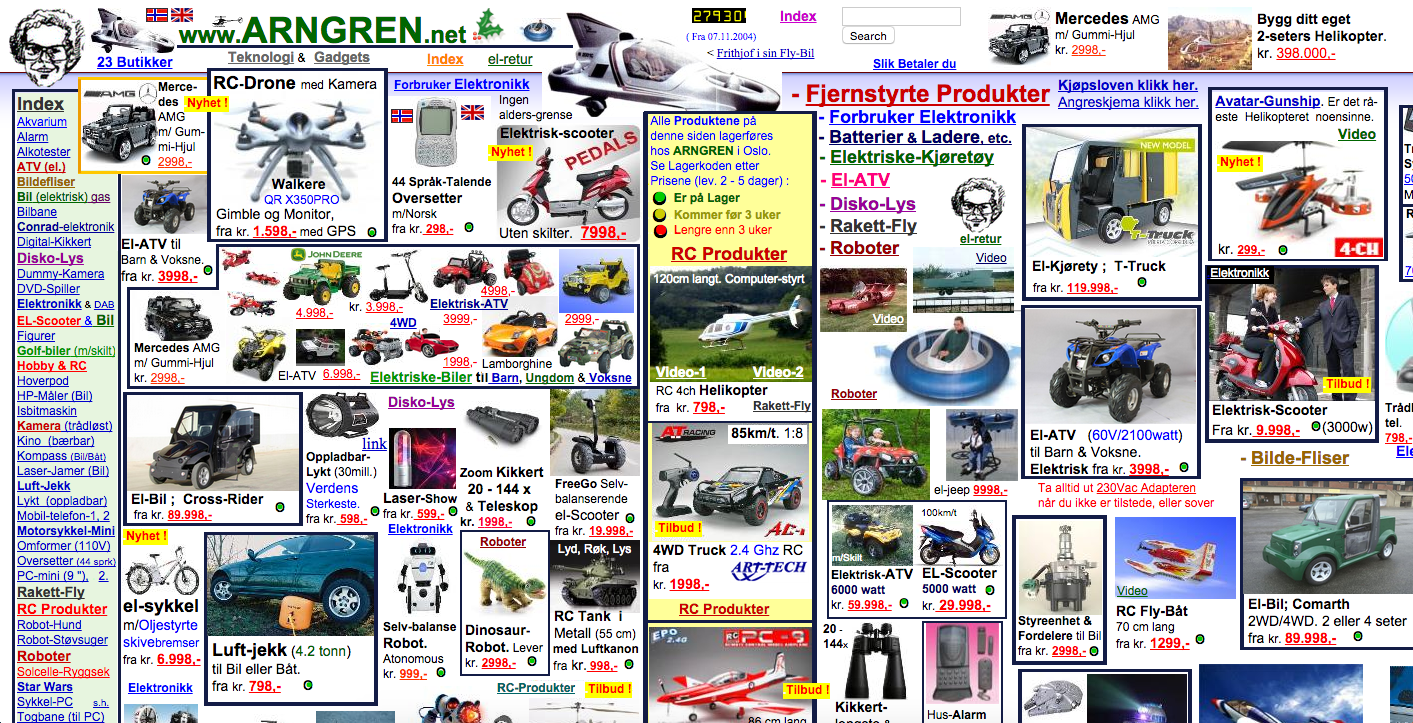 www.ARNGREN.net
23 Butikker
Teknologi & Gadgets
Index
el-retur
27930
( Fra 07.11.2004)
Index
< Frithjof i sin Fly-Bil
Search
Slik Betaler du
AMG
Mercedes AMG
m/ Gummi-Hjul
kr. 2998,-
Bygg ditt eget
2-seters Helikopter.
kr. 398.000,-
Index
Akvarium
Alarm
Alkotester
ATV (el.)
Bildefliser
Bil (elektrisk) gas
Bilbane
Conrad-elektronik
Digital-Kikkert
Disko-Lys
Dummy-Kamera
DVD-Spiller
Elektronikk & DAB
EL-Scooter & Bil
Figurer
Golf-biler (m/skilt)
Hobby & RC
Hoverpod
HP-Måler (Bil)
Isbitmaskin
Kamera (trådløst)
Kino (bærbar)
Kompass (Bil/Båt)
Laser-Jamer (Bil)
Luft-Jekk
Lykt (oppladbar)
Mobil-telefon-1, 2
Motorsykkel-Mini
Omformer (110V)
Oversetter (44 sprk)
PC-mini (9 "), 2.
Rakett-Fly
RC Produkter
Robot-Hund
Robot-Støvsuger
Roboter
Solcelle-Ryggsek
Star Wars
Sykkel-PC s.h.
Togbane (til PC)
AMG
Merce-
des
AMG
m/ Gum-
mi-Hjul
2998,-
Nyhet !
RC-Drone med Kamera
Walkere
QR X350PRO
Gimble og Monitor,
fra kr. 1.598,- med GPS
Forbruker Elektronikk
44 Språk-Talende
Oversetter
m/Norsk
fra kr. 298,-
Ingen
alders-grense
Elektrisk-scooter
Nyhet !
PEDALS
Uten skilter. 7998,-
El-ATV til
Barn & Voksne.
fra kr. 3998,-
Mercedes AMG
m/ Gummi-Hjul
kr. 2998,-
JOHN DEERE
4.998,-
kr. 3.998,-
4998,-
Elektrisk-ATV
3999,-
2999,-
4WD
1998,-
Lamborghine
El-ATV 6.998,-
Elektriske-Biler til Barn, Ungdom & Voksne
El-Bil ; Cross-Rider
fra kr. 89.998,-
link
Oppladbar-
Lykt (30mill.)
Verdens
Sterkeste.
fra kr. 598,-
Disko-Lys
Laser-Show
fra kr. 599,-
Elektronikk
Zoom Kikkert
20 - 144 x
& Teleskop
kr. 1998,-
FreeGo Selv-
balanserende
el-Scooter
fra kr. 19.998,-
Nyhet !
el-sykkel
m/Oljestyrte
skivebremser
fra kr. 6.998,-
Elektronikk
Luft-jekk (4.2 tonn)
til Bil eller Båt.
fra kr. 798,-
Selv-balanse
Robot.
Atonomous
kr. 999,-
Roboter
Dinosaur-
Robot. Lever
kr. 2998,-
Lyd, Røk, Lys
RC Tank i
Metall (55 cm)
med Luftkanon
Fra kr. 998,-
RC-Produkter
Tilbud !
Alle Produktene på
denne siden lagerføres
hos ARNGREN i Oslo.
Se Lagerkoden etter
Prisene (lev. 2 - 5 dager) :
Er på Lager
Kommer før 3 uker
Lengre enn 3 uker
RC Produkter
120cm langt. Computer-styrt
Video-1
Video-2
RC 4ch Helikopter
fra kr. 798,-
Rakett-Fly
AT RACING
85km/t. 1:8
Tilbud !
4WD Truck 2.4 Ghz RC
fra
kr. 1998,-
ART-TECH
RC Produkter
EPO 2.4G
RC PC-9
Tilbud !
86 cm lang
- Fjernstyrte Produkter
- Forbruker Elektronikk
- Batterier & Ladere, etc.
- Elektriske-Kjøretøy
- El-ATV
- Disko-Lys
- Rakett-Fly
- Roboter
el-retur
Video
Video
Roboter
el-jeep 9998,-
m/Skilt
Elektrisk-ATV
6000 watt
kr. 59.998,-
100km/t
EL-Scooter
5000 watt
kr. 29.998,-
20 -
144x
Kikkert-
Hus-Alarm
Kjøpsloven klikk her.
Angreskjema klikk her.
NEW MODEL
T-Truck
El-Kjørety ; T-Truck
fra kr. 119.998,-
El-ATV (60V/2100watt)
til Barn & Voksne.
Elektrisk fra kr. 3998,-
Ta alltid ut 230Vac Adapteren
når du ikke er tilstede, eller sover
Styreenhet &
Fordelere til Bil
fra kr. 2998,-
Video
RC Fly-Båt
70 cm lang
kr. 1299,-
Avatar-Gunship. Er det rå-
este Helikopteret noensinne.
Video
Nyhet !
kr. 299,-
4-CH
Elektronikk
Tilbud !
Elektrisk-Scooter
Fra kr. 9.998,- (3000w)
- Bilde-Fliser
El-Bil; Comarth
2WD/4WD. 2 eller 4 seter
fra kr. 89.998,-
tel.
798,-